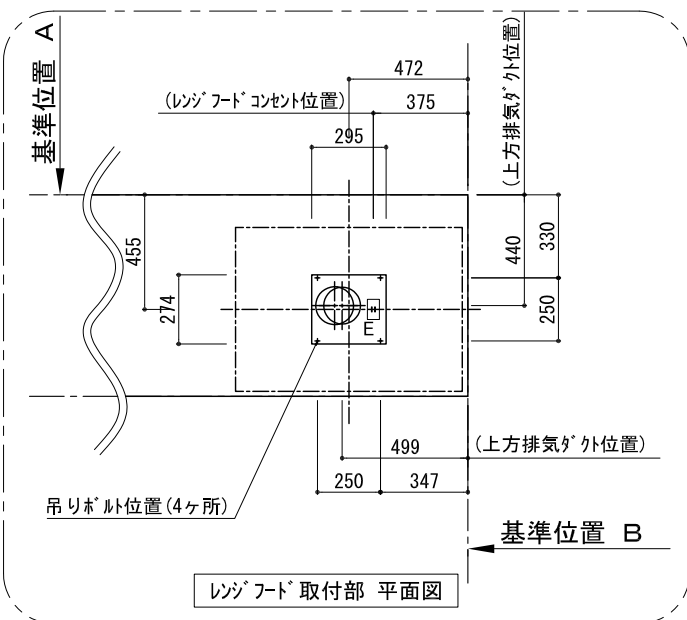 基準位置 A
472
(上方排気ダクト位置)
(レンジフードコンセント位置)
375
295
455
274
440
330
250
E
499
(上方排気ダクト位置)
250
347
吊りボルト位置(4ヶ所)
基準位置 B
レンジフード取付部 平面図